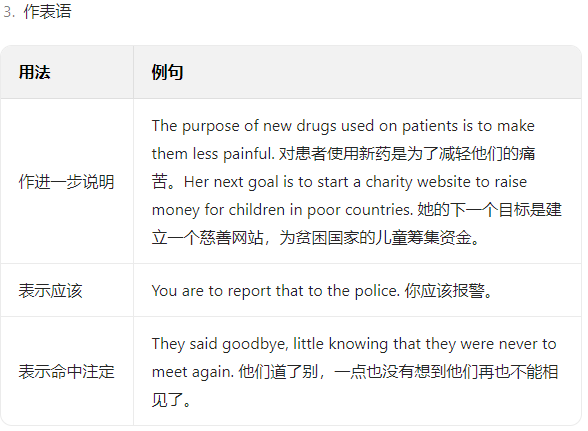 3. 作表语
用法
例句
作进一步说明
The purpose of new drugs used on patients is to make
them less painful. 对患者使用新药是为了减轻他们的痛
苦。Her next goal is to start a charity website to raise
money for children in poor countries. 她的下一个目标是建
立一个慈善网站，为贫困国家的儿童筹集资金。
表示应该
You are to report that to the police. 你应该报警。
表示命中注定
They said goodbye, little knowing that they were never to
meet again. 他们道了别，一点也没有想到他们再也不能相
见了。